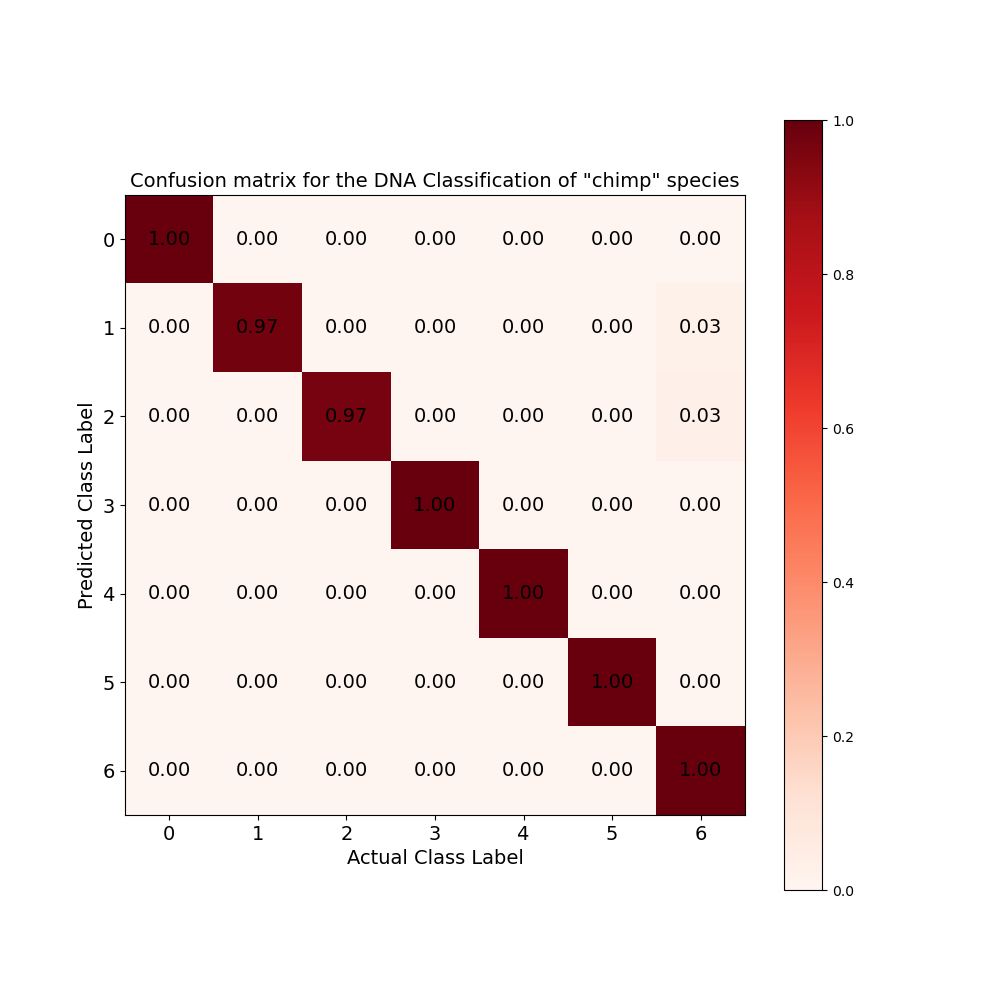 Confusion matrix for the DNA Classification of "chimp" species
0 1.00 0.00 0.00 0.00 0.00 0.00 0.00
1 0.00 0.97 0.00 0.00 0.00 0.00 0.03
2 0.00 0.00 0.97 0.00 0.00 0.00 0.03
3 0.00 0.00 0.00 1.00 0.00 0.00 0.00
4 0.00 0.00 0.00 0.00 1.00 0.00 0.00
5 0.00 0.00 0.00 0.00 0.00 1.00 0.00
6 0.00 0.00 0.00 0.00 0.00 0.00 1.00
0 1 2 3 4 5 6
Actual Class Label
Predicted Class Label
1.0
0.8
0.6
0.4
0.2
0.0